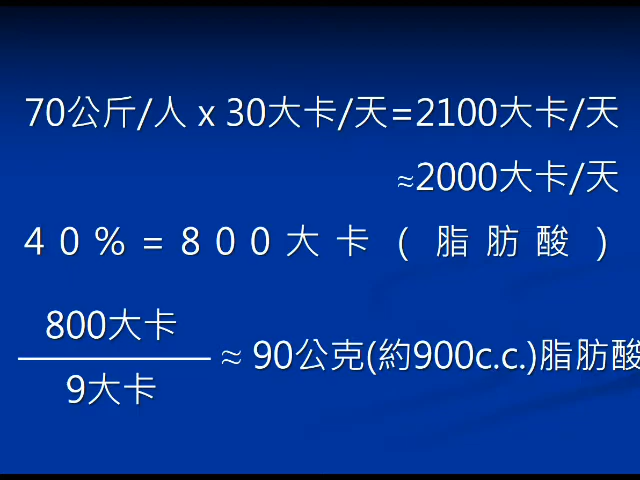 70公斤/人 x 30大卡/天=2100大卡/天
≈2000大卡/天
40%=800大卡(脂肪酸)
800大卡
9大卡
≈ 90公克(約900c.c.)脂肪酸